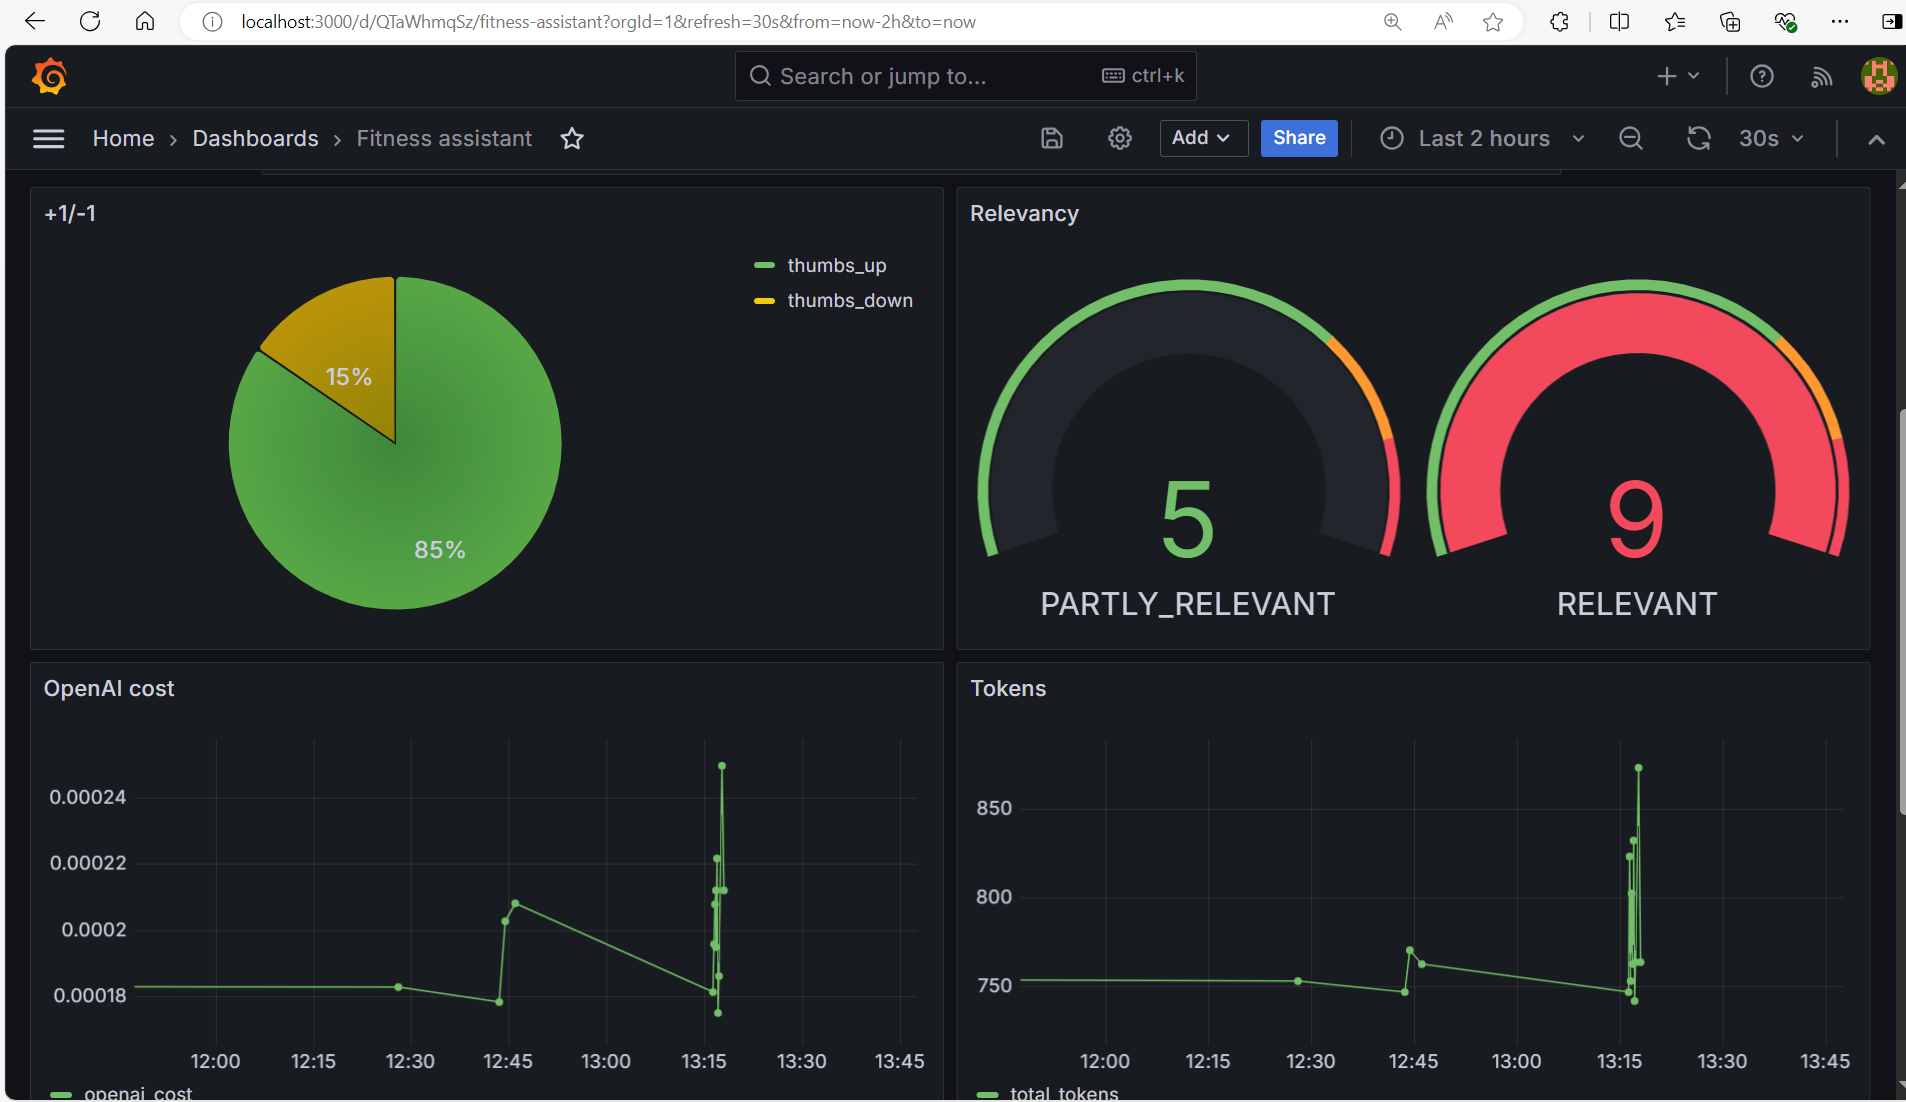 localhost:3000/d/QTaWhmqSz/fitness-assistant?orgId=1&refresh=30s&from=now-2h&to=now
Search or jump to...
ctrl+k
Home › Dashboards › Fitness assistant
Add
Share
Last 2 hours
30s
+1/-1
thumbs_up
thumbs_down
15%
85%
Relevancy
5
PARTLY_RELEVANT
9
RELEVANT
OpenAI cost
0.00024
0.00022
0.0002
0.00018
12:00 12:15 12:30 12:45 13:00 13:15 13:30 13:45
openai_cost
Tokens
850
800
750
12:00 12:15 12:30 12:45 13:00 13:15 13:30 13:45
total_tokens